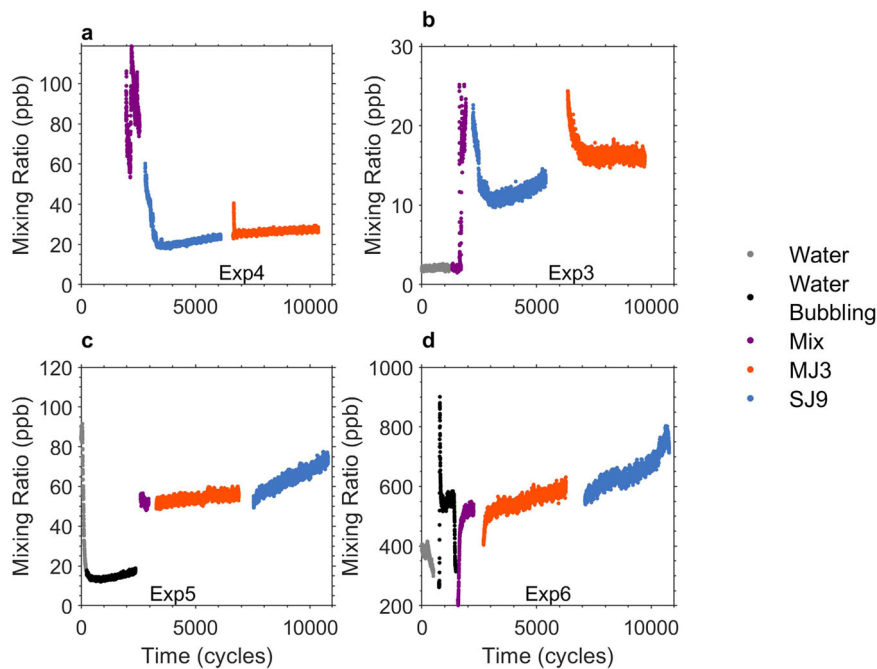 a
Mixing Ratio (ppb)
100
80
60
40
20
0
Exp4
0 5000 10000
b
Mixing Ratio (ppb)
30
20
10
0
Exp3
0 5000 10000
c
Mixing Ratio (ppb)
120
100
80
60
40
20
0
Exp5
0 5000 10000
Time (cycles)
d
Mixing Ratio (ppb)
1000
800
600
400
200
Exp6
0 5000 10000
Time (cycles)
Water
Water
Bubbling
Mix
MJ3
SJ9